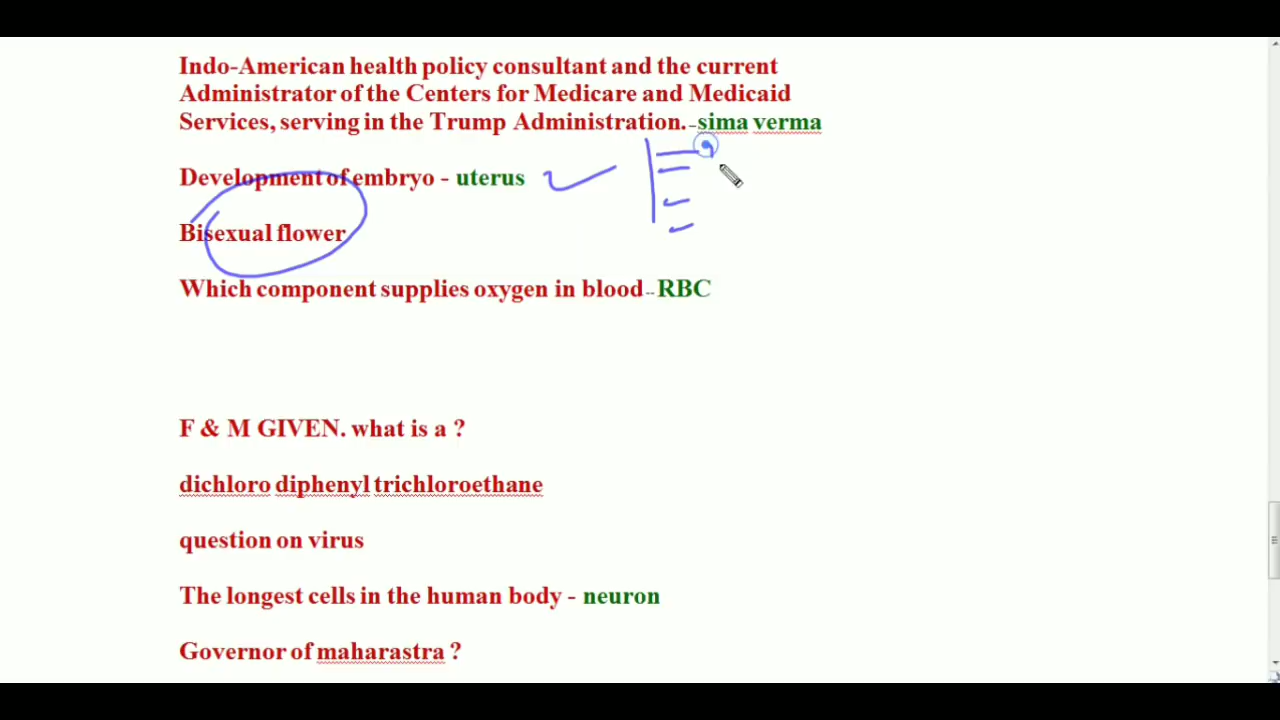 Indo-American health policy consultant and the current
Administrator of the Centers for Medicare and Medicaid
Services, serving in the Trump Administration. - sima verma
Development of embryo - uterus
Bisexual flower
Which component supplies oxygen in blood -- RBC
F & M GIVEN. what is a ?
dichloro diphenyl trichloroethane
question on virus
The longest cells in the human body - neuron
Governor of maharastra ?